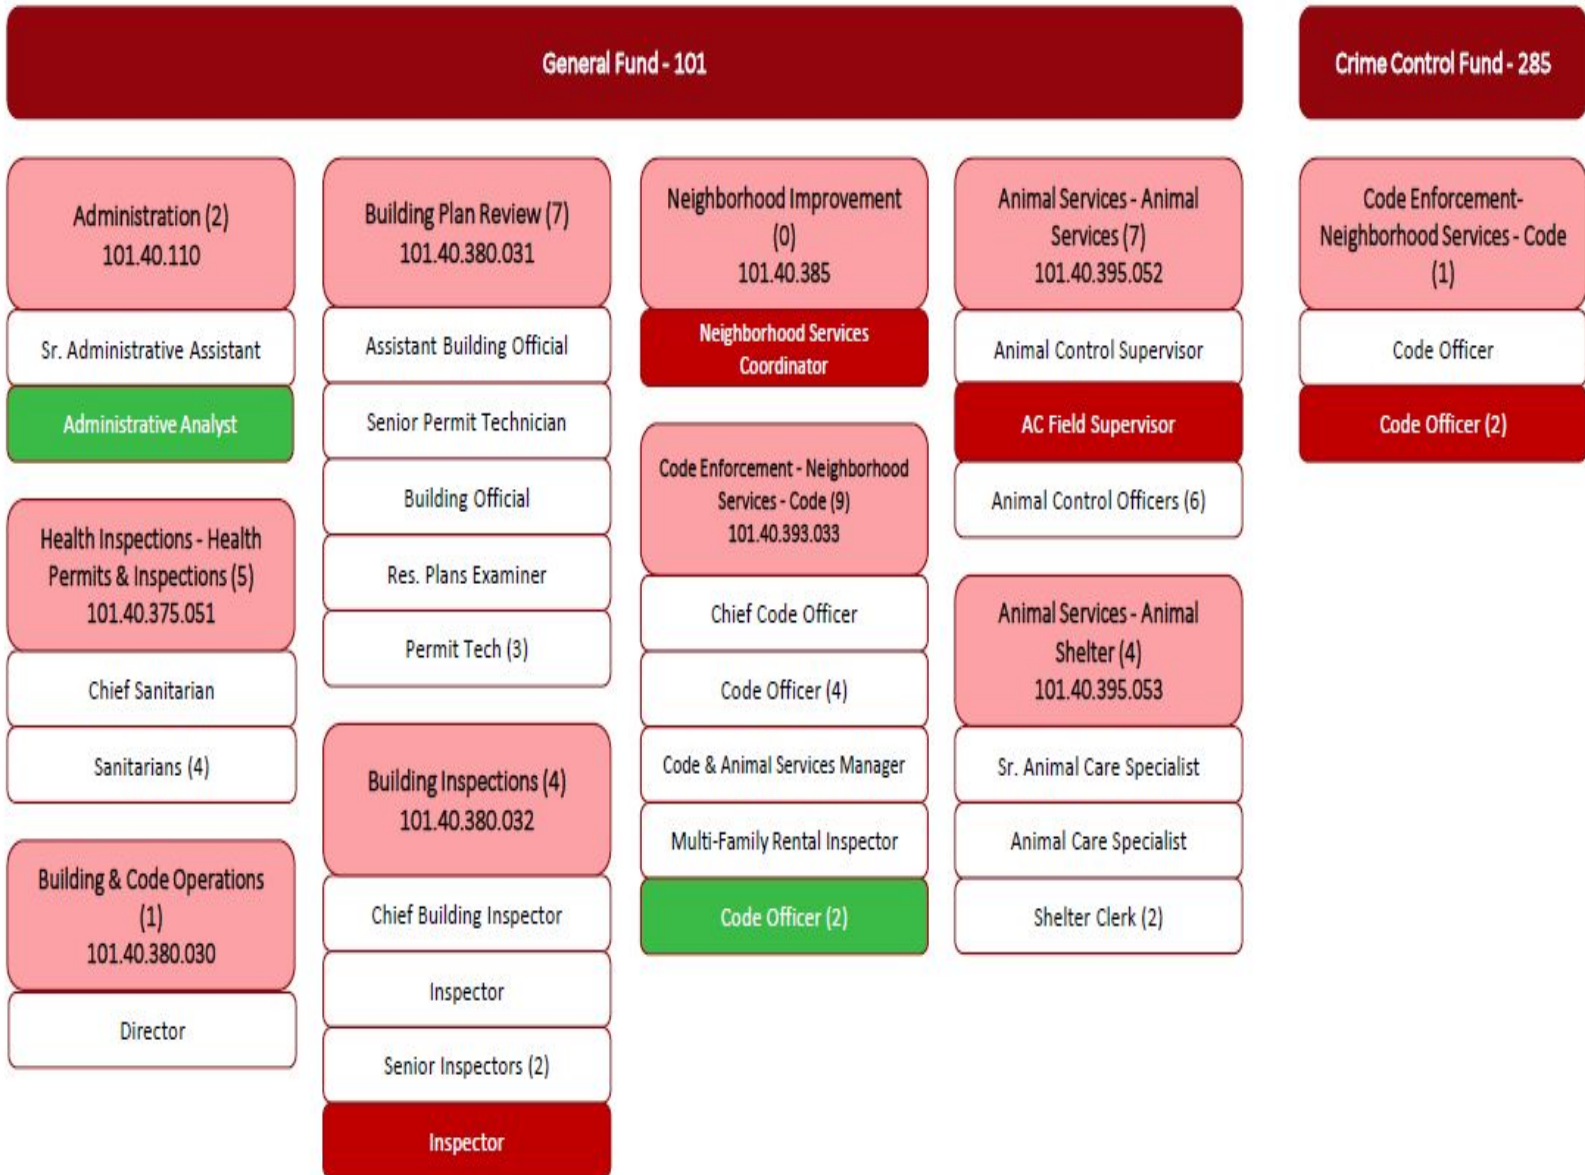 General Fund - 101
Crime Control Fund - 285
Administration (2)
101.40.110
Sr. Administrative Assistant
Administrative Analyst
Health Inspections - Health
Permits & Inspections (5)
101.40.375.051
Chief Sanitarian
Sanitarians (4)
Building & Code Operations
(1)
101.40.380.030
Director
Building Plan Review (7)
101.40.380.031
Assistant Building Official
Senior Permit Technician
Building Official
Res. Plans Examiner
Permit Tech (3)
Building Inspections (4)
101.40.380.032
Chief Building Inspector
Inspector
Senior Inspectors (2)
Inspector
Neighborhood Improvement
(0)
101.40.385
Neighborhood Services
Coordinator
Code Enforcement - Neighborhood
Services - Code (9)
101.40.393.033
Chief Code Officer
Code Officer (4)
Code & Animal Services Manager
Multi-Family Rental Inspector
Code Officer (2)
Animal Services - Animal
Services (7)
101.40.395.052
Animal Control Supervisor
AC Field Supervisor
Animal Control Officers (6)
Animal Services - Animal
Shelter (4)
101.40.395.053
Sr. Animal Care Specialist
Animal Care Specialist
Shelter Clerk (2)
Code Enforcement-
Neighborhood Services - Code
(1)
Code Officer
Code Officer (2)